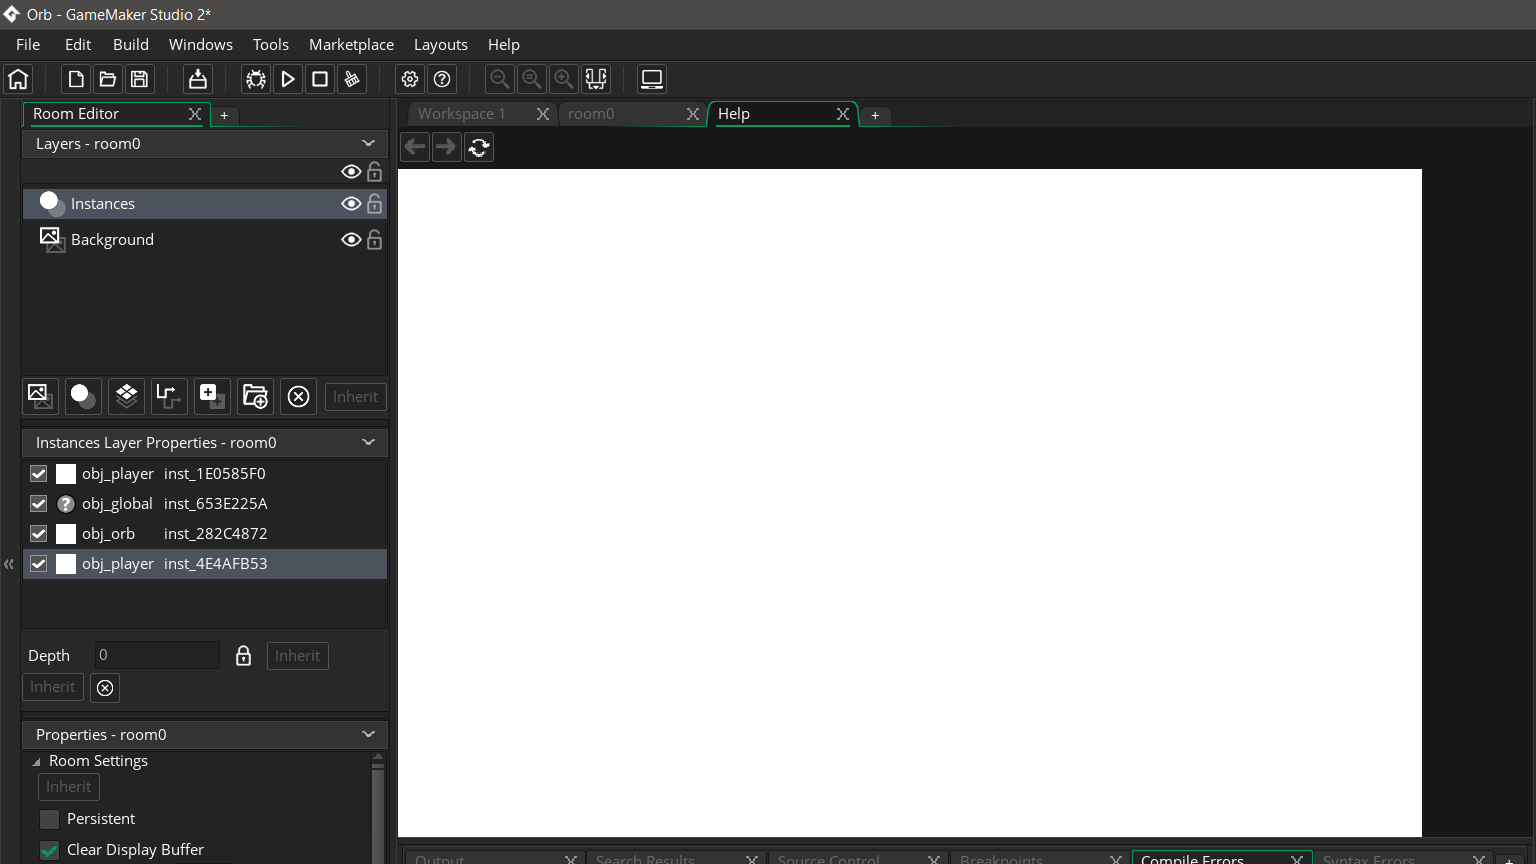 Orb - GameMaker Studio 2*
File Edit Build Windows Tools Marketplace Layouts Help
Room Editor
+
Workspace 1
room0
Help
+
Layers - room0
Instances
Background
Inherit
Instances Layer Properties - room0
obj_player inst_1E0585F0
obj_global inst_653E225A
obj_orb inst_282C4872
obj_player inst_4E4AFB53
Depth 0 Inherit
Inherit
Properties - room0
Room Settings
Inherit
Persistent
Clear Display Buffer
Output Search Results Source Control Breakpoints Compile Errors Syntax Errors +